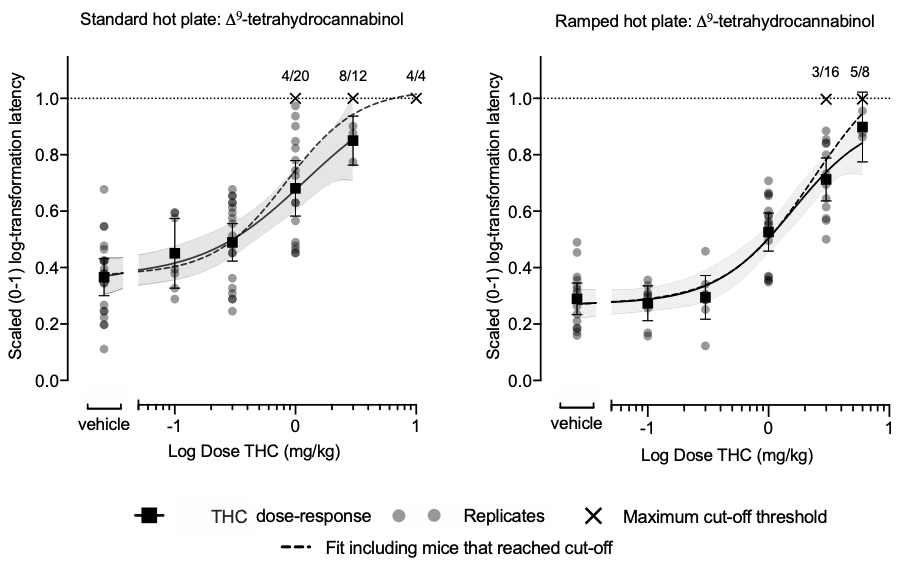 Standard hot plate: Δ⁹-tetrahydrocannabinol
Scaled (0-1) log-transformation latency
1.0
0.8
0.6
0.4
0.2
0.0
4/20 8/12 4/4
vehicle
-1 0 1
Log Dose THC (mg/kg)
Ramped hot plate: Δ⁹-tetrahydrocannabinol
Scaled (0-1) log-transformation latency
1.0
0.8
0.6
0.4
0.2
0.0
3/16 5/8
vehicle
-1 0 1
Log Dose THC (mg/kg)
THC dose-response Replicates Maximum cut-off threshold
Fit including mice that reached cut-off